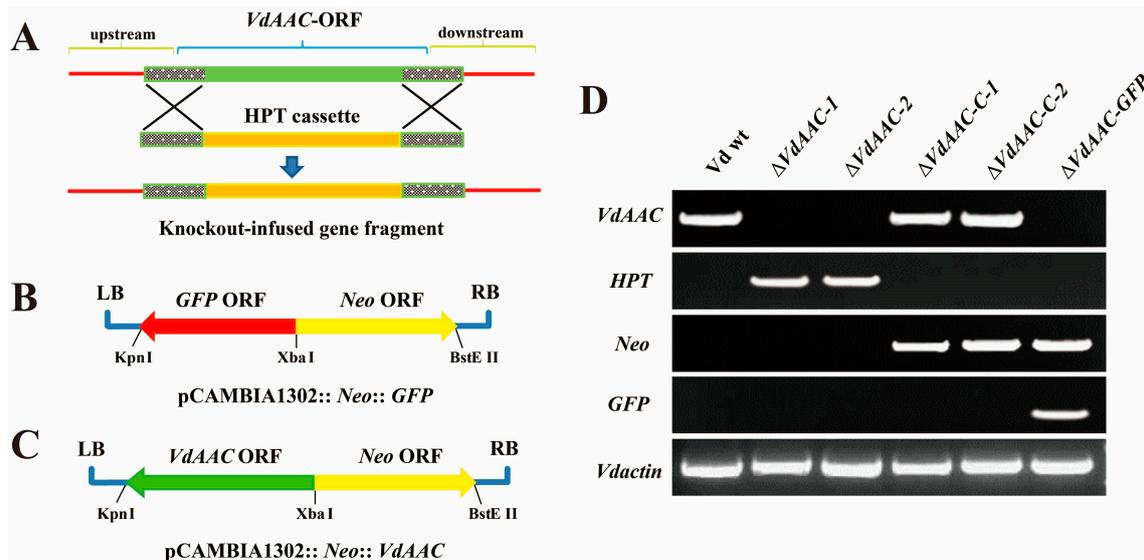 A
VdAAC-ORF
upstream
downstream
HPT cassette
Knockout-infused gene fragment
B
LB
GFP ORF
Neo ORF
RB
KpnI
Xba I
BstE II
pCAMBIA1302:: Neo:: GFP
C
LB
VdAAC ORF
Neo ORF
RB
KpnI
Xba I
BstE II
pCAMBIA1302:: Neo:: VdAAC
D
Vd wt
ΔVdAAC-1
ΔVdAAC-2
ΔVdAAC-C-1
ΔVdAAC-C-2
ΔVdAAC-GFP
VdAAC
HPT
Neo
GFP
Vdactin